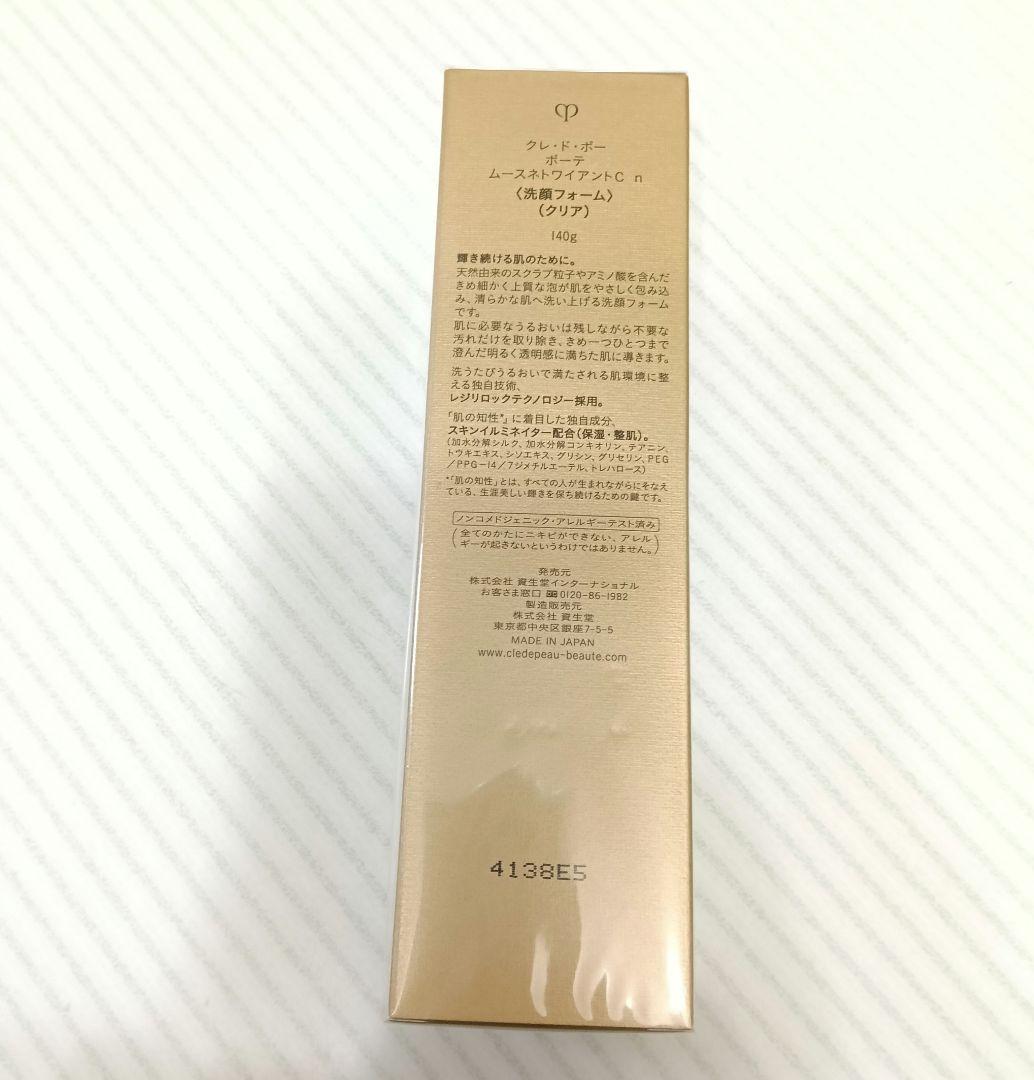 クレ・ド・ポー
ボーテ
ムースネトワイアントC n
〈洗顔フォーム〉
（クリア）
140g
輝き続ける肌のために。
天然由来のスクラブ粒子やアミノ酸を含んだ
きめ細かく上質な泡が肌をやさしく包み込
み、清らかな肌へ洗い上げる洗顔フォーム
です。
肌に必要なうるおいは残しながら不要な
汚れだけを取り除き、きめ一つひとつまで
澄んだ明るく透明感に満ちた肌に導きます。
洗うたびうるおいで満たされる肌環境に整
える独自技術、
レジリロックテクノロジー採用。
「肌の知性*」に着目した独自成分、
スキンイルミネイター配合（保湿・整肌）。
（加水分解シルク、加水分解コンキオリン、テアニン、
トウキエキス、シソエキス、グリシン、グリセリン、PEG
／PPG-14／7ジメチルエーテル、トレハロース）
*「肌の知性」とは、すべての人が生まれながらにそなえ
ている、生涯美しい輝きを保ち続けるための鍵です。
ノンコメドジェニック・アレルギーテスト済み
（全てのかたにニキビができない、アレル
ギーが起きないというわけではありません。）
発売元
株式会社 資生堂インターナショナル
お客さま窓口 0120-86-1982
製造販売元
株式会社 資生堂
東京都中央区銀座7-5-5
MADE IN JAPAN
www.cledepeau-beaute.com
4138E5